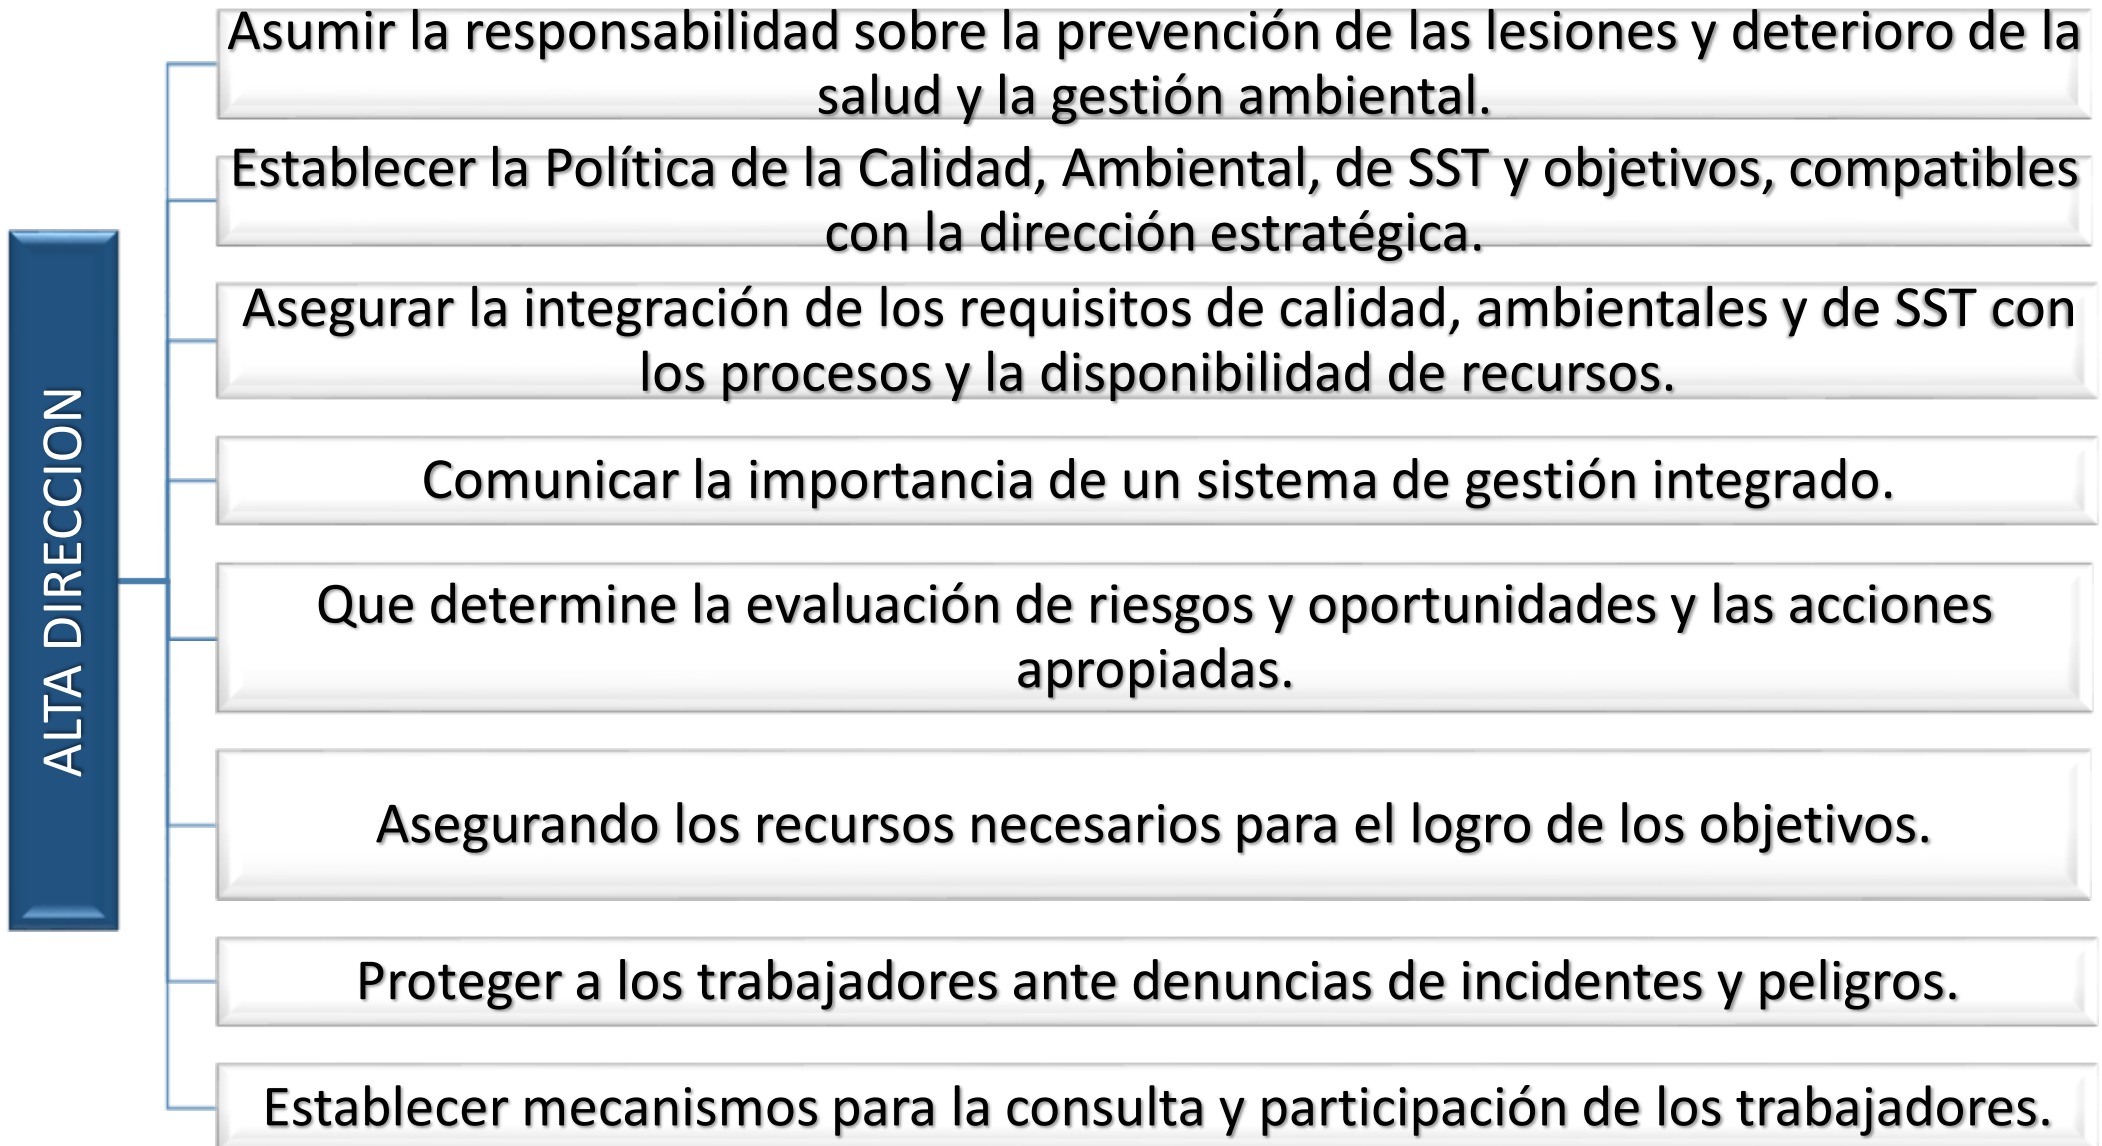 ALTA DIRECCION
Asumir la responsabilidad sobre la prevención de las lesiones y deterioro de la
salud y la gestión ambiental.
Establecer la Política de la Calidad, Ambiental, de SST y objetivos, compatibles
con la dirección estratégica.
Asegurar la integración de los requisitos de calidad, ambientales y de SST con
los procesos y la disponibilidad de recursos.
Comunicar la importancia de un sistema de gestión integrado.
Que determine la evaluación de riesgos y oportunidades y las acciones
apropiadas.
Asegurando los recursos necesarios para el logro de los objetivos.
Proteger a los trabajadores ante denuncias de incidentes y peligros.
Establecer mecanismos para la consulta y participación de los trabajadores.